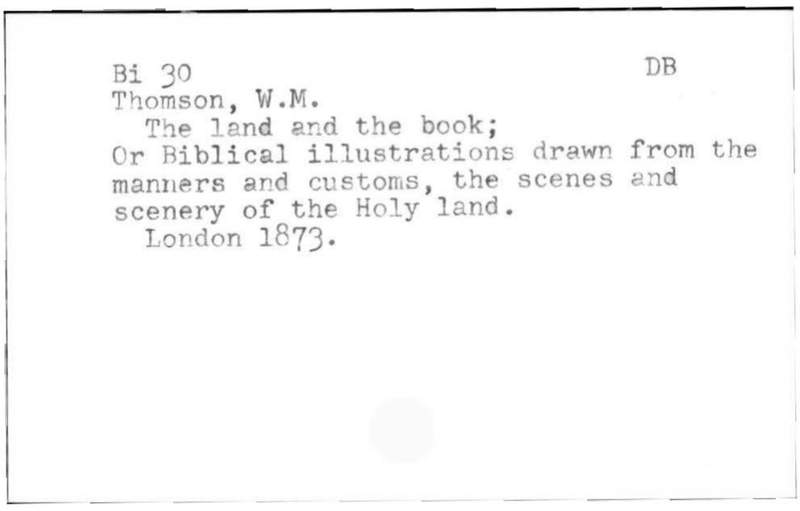 Bi 30 DB
Thomson, W.M.
The land and the book;
Or Biblical illustrations drawn from the
manners and customs, the scenes and
scenery of the Holy land.
London 1873.